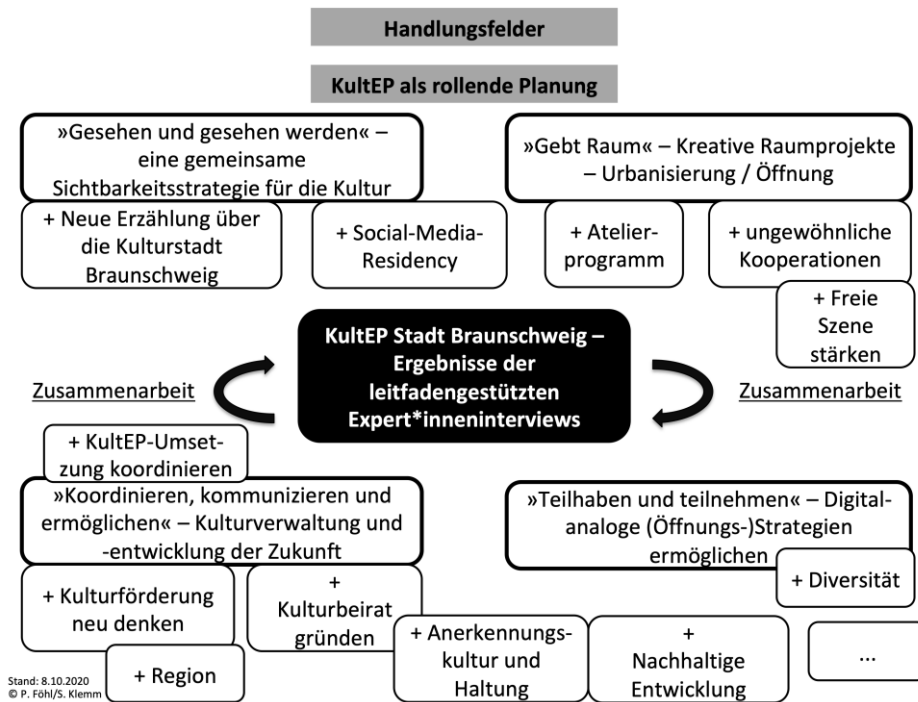 Handlungsfelder
KultEP als rollende Planung
»Gesehen und gesehen werden« –
eine gemeinsame
Sichtbarkeitsstrategie für die Kultur
»Gebt Raum« – Kreative Raumprojekte
– Urbanisierung / Öffnung
+ Neue Erzählung über
die Kulturstadt
Braunschweig
+ Social-Media-
Residency
+ Atelier-
programm
+ ungewöhnliche
Kooperationen
+ Freie
Szene
stärken
KultEP Stadt Braunschweig –
Ergebnisse der
leitfadengestützten
Expert*inneninterviews
Zusammenarbeit
Zusammenarbeit
+ KultEP-Umset-
zung koordinieren
»Koordinieren, kommunizieren und
ermöglichen« – Kulturverwaltung und
-entwicklung der Zukunft
»Teilhaben und teilnehmen« – Digital-
analoge (Öffnungs-)Strategien
ermöglichen
+ Diversität
+ Kulturförderung
neu denken
+
Kulturbeirat
gründen
+ Region
+ Anerkennungs-
kultur und
Haltung
+
Nachhaltige
Entwicklung
...
Stand: 8.10.2020
© P. Föhl/S. Klemm